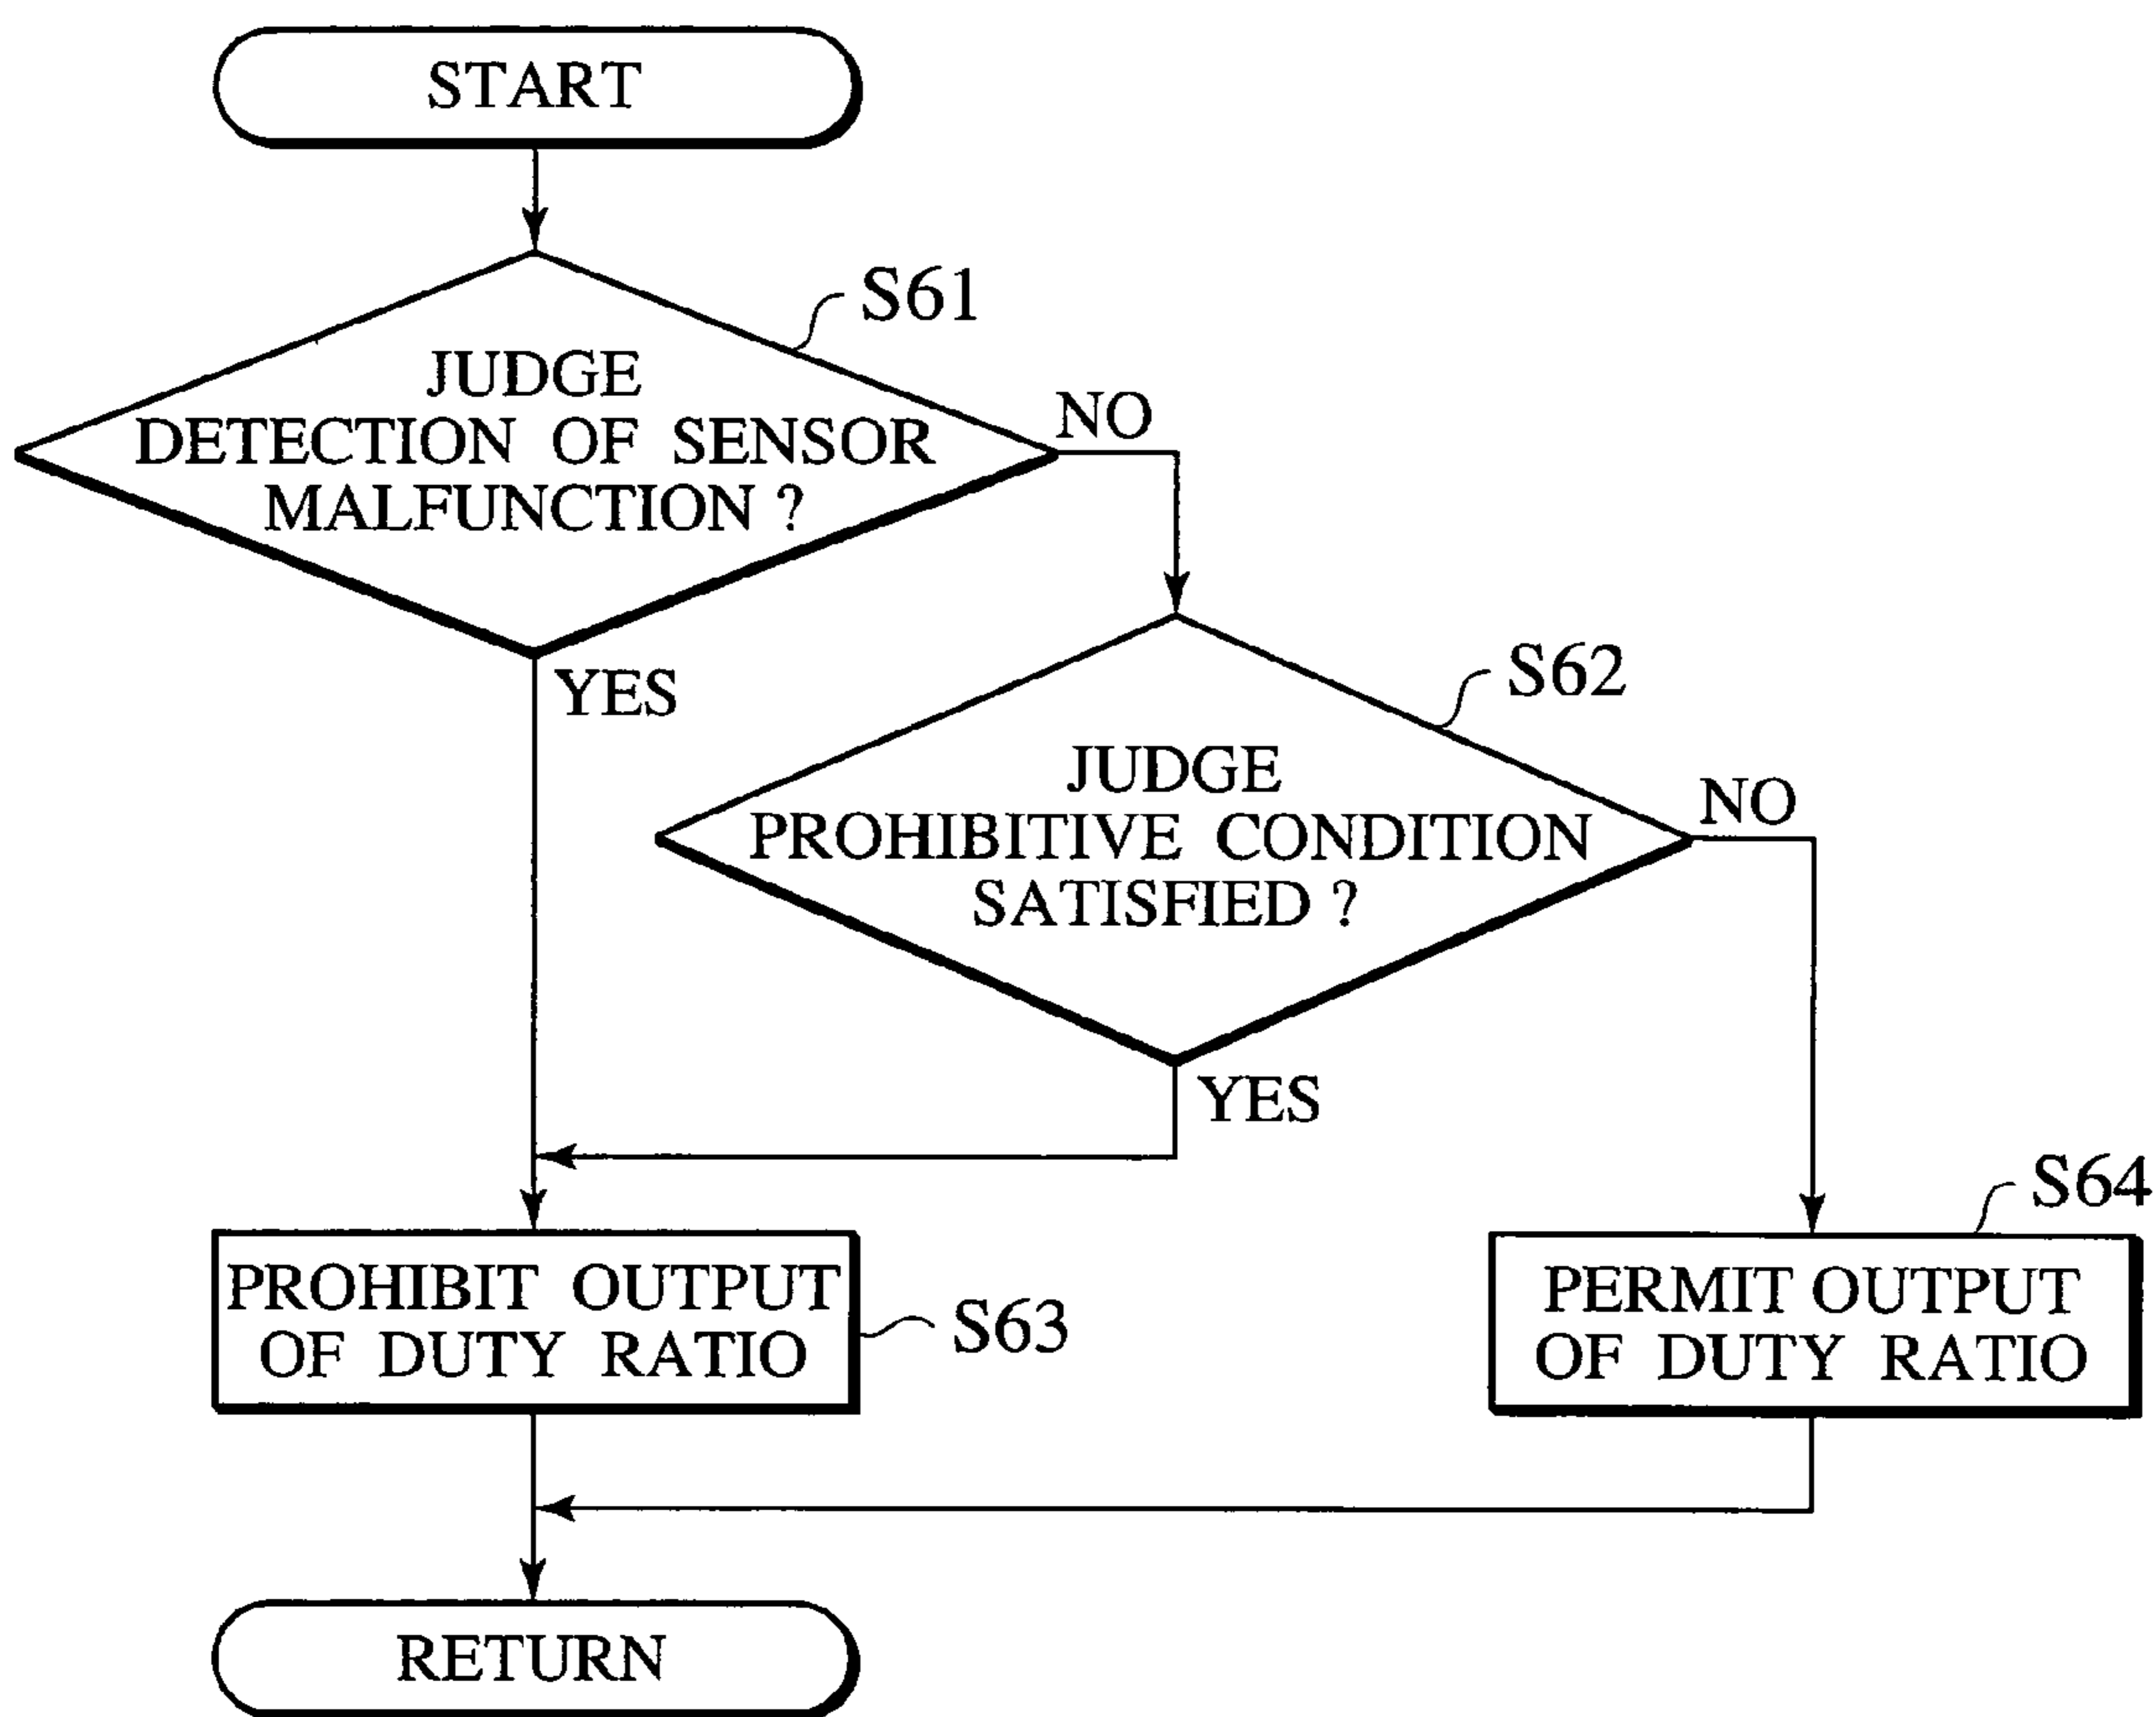 START
S61
JUDGE
DETECTION OF SENSOR
MALFUNCTION ?
NO
YES
S62
JUDGE
PROHIBITIVE CONDITION
SATISFIED ?
NO
YES
PROHIBIT OUTPUT
OF DUTY RATIO
S63
S64
PERMIT OUTPUT
OF DUTY RATIO
RETURN